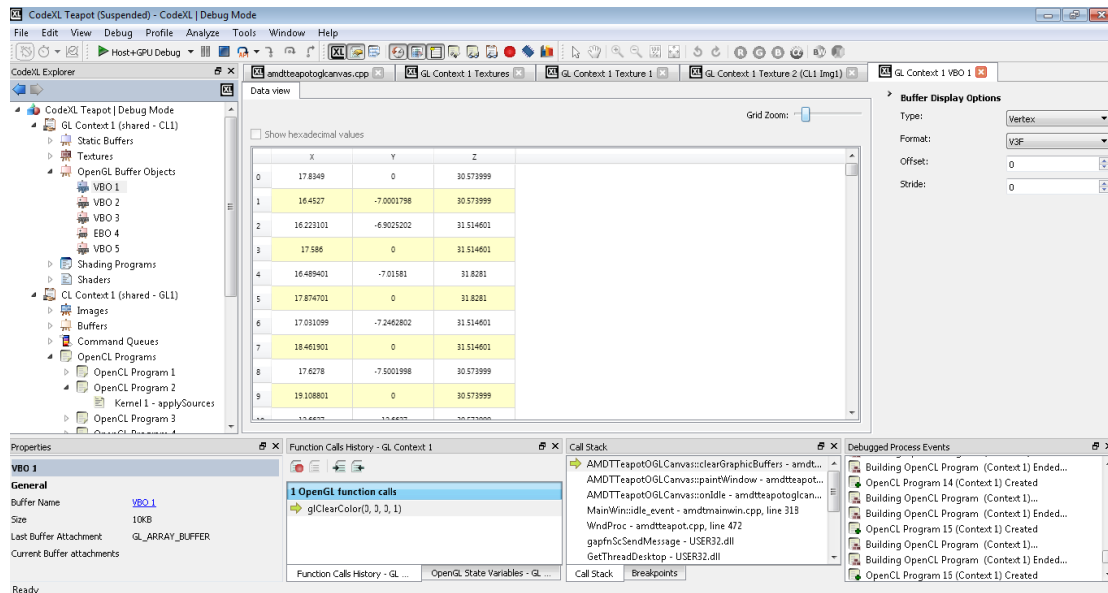 CodeXL Teapot (Suspended) - CodeXL | Debug Mode
File Edit View Debug Profile Analyze Tools Window Help
Host+GPU Debug
CodeXL Explorer
amdtteapotoglcanvas.cpp GL Context 1 Textures GL Context 1 Texture 1 GL Context 1 Texture 2 (CL1 Img1) GL Context 1 VBO 1
CodeXL Teapot | Debug Mode
GL Context 1 (shared - CL1)
Static Buffers
Textures
OpenGL Buffer Objects
VBO 1
VBO 2
VBO 3
EBO 4
VBO 5
Shading Programs
Shaders
CL Context 1 (shared - GL1)
Images
Buffers
Command Queues
OpenCL Programs
OpenCL Program 1
OpenCL Program 2
Kernel 1 - applySources
OpenCL Program 3
Data view
Grid Zoom:
Show hexadecimal values
X Y Z
0 17.8349 0 30.573999
1 16.4527 -7.0001798 30.573999
2 16.223101 -6.9025202 31.514601
3 17.586 0 31.514601
4 16.489401 -7.01581 31.8281
5 17.874701 0 31.8281
6 17.031099 -7.2462802 31.514601
7 18.461901 0 31.514601
8 17.6278 -7.5001998 30.573999
9 19.108801 0 30.573999
Buffer Display Options
Type: Vertex
Format: V3F
Offset: 0
Stride: 0
Properties
VBO 1
General
Buffer Name VBO 1
Size 10KB
Last Buffer Attachment GL_ARRAY_BUFFER
Current Buffer attachments
Function Calls History - GL Context 1
1 OpenGL function calls
glClearColor(0, 0, 0, 1)
Function Calls History - GL ... OpenGL State Variables - GL ...
Call Stack
AMDTTeapotOGLCanvas::clearGraphicBuffers - amdt...
AMDTTeapotOGLCanvas::paintWindow - amdtteapot...
AMDTTeapotOGLCanvas::onIdle - amdtteapotoglcan...
MainWin::idle_event - amdtmainwin.cpp, line 318
WndProc - amdtteapot.cpp, line 472
gapfnScSendMessage - USER32.dll
GetThreadDesktop - USER32.dll
Call Stack Breakpoints
Debugged Process Events
Building OpenCL Program (Context 1) Ended...
OpenCL Program 14 (Context 1) Created
Building OpenCL Program (Context 1)...
Building OpenCL Program (Context 1) Ended...
OpenCL Program 15 (Context 1) Created
Building OpenCL Program (Context 1)...
Building OpenCL Program (Context 1) Ended...
OpenCL Program 16 (Context 1) Created
Ready